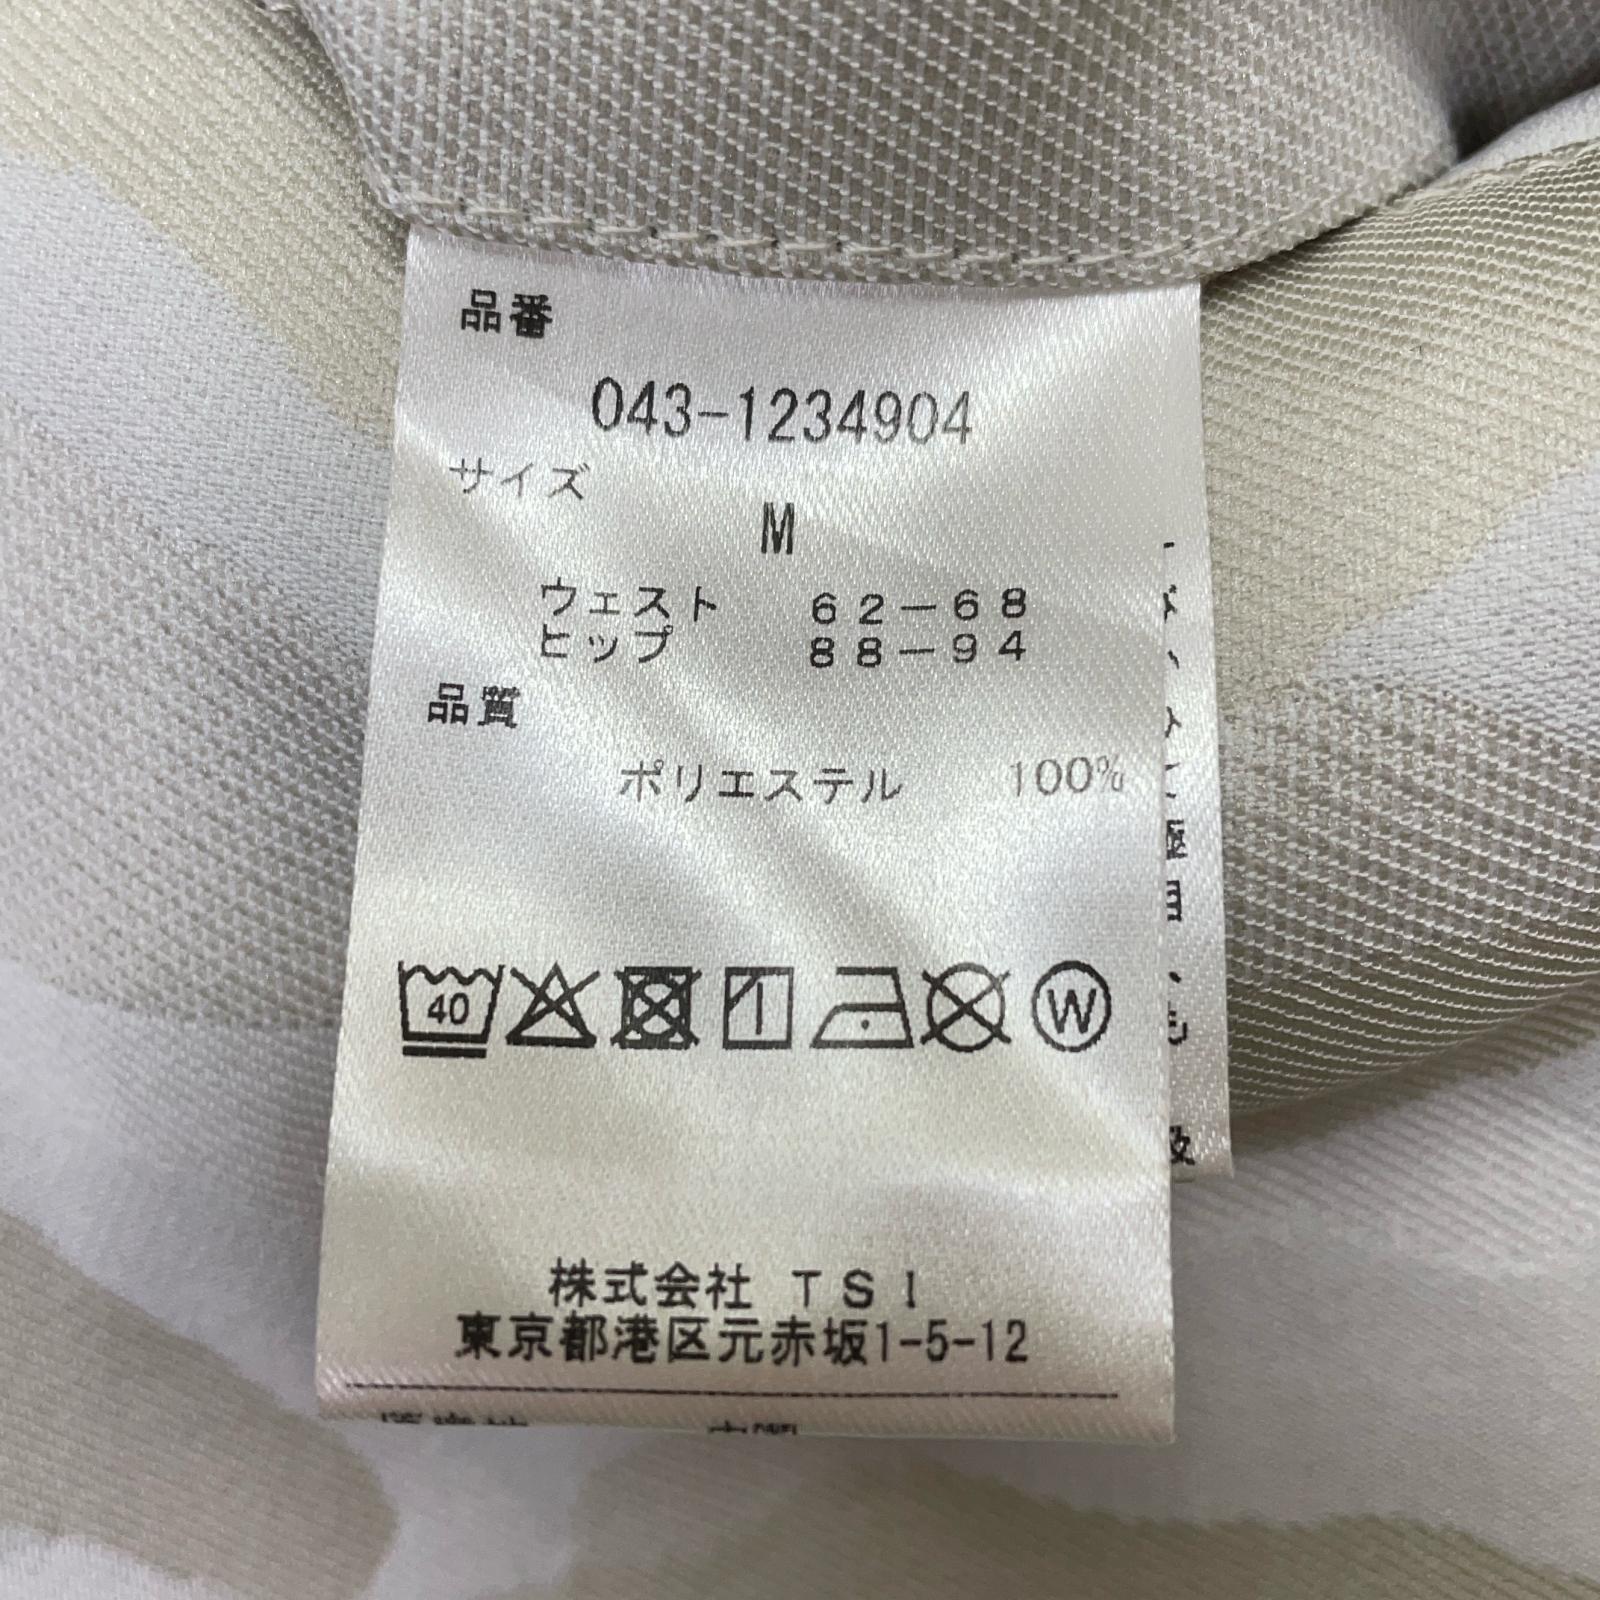 品番
043-1234904
サイズ
M
ウェスト 62-68
ヒップ 88-94
品質
ポリエステル 100%
40
W
株式会社 TSI
東京都港区元赤坂1-5-12